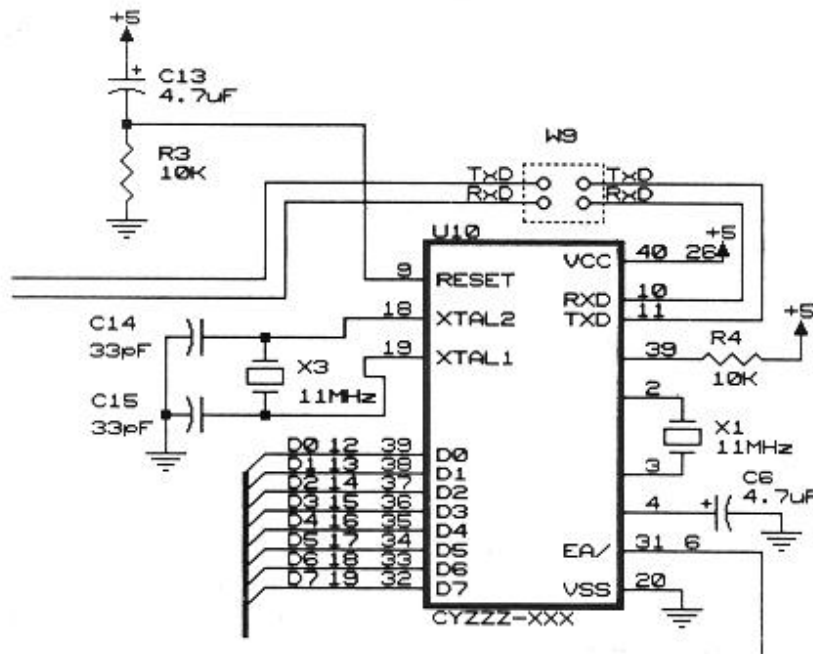 +5
C13
4.7uF
R3
10K
W9
TxD
TxD
RxD
RxD
U10
+5
VCC
40 26
9
RESET
RXD
10
TXD
11
18
XTAL2
C14
33pF
X3
11MHz
19
XTAL1
39
R4
10K
+5
2
X1
11MHz
3
C15
33pF
D0 12 39
D0
D1 13 38
D1
D2 14 37
D2
D3 15 36
D3
D4 16 35
D4
D5 17 34
D5
D6 18 33
D6
D7 19 32
D7
4
C6
4.7uF
+
+
EA/
31 6
VSS
20
CYZZZ-XXX